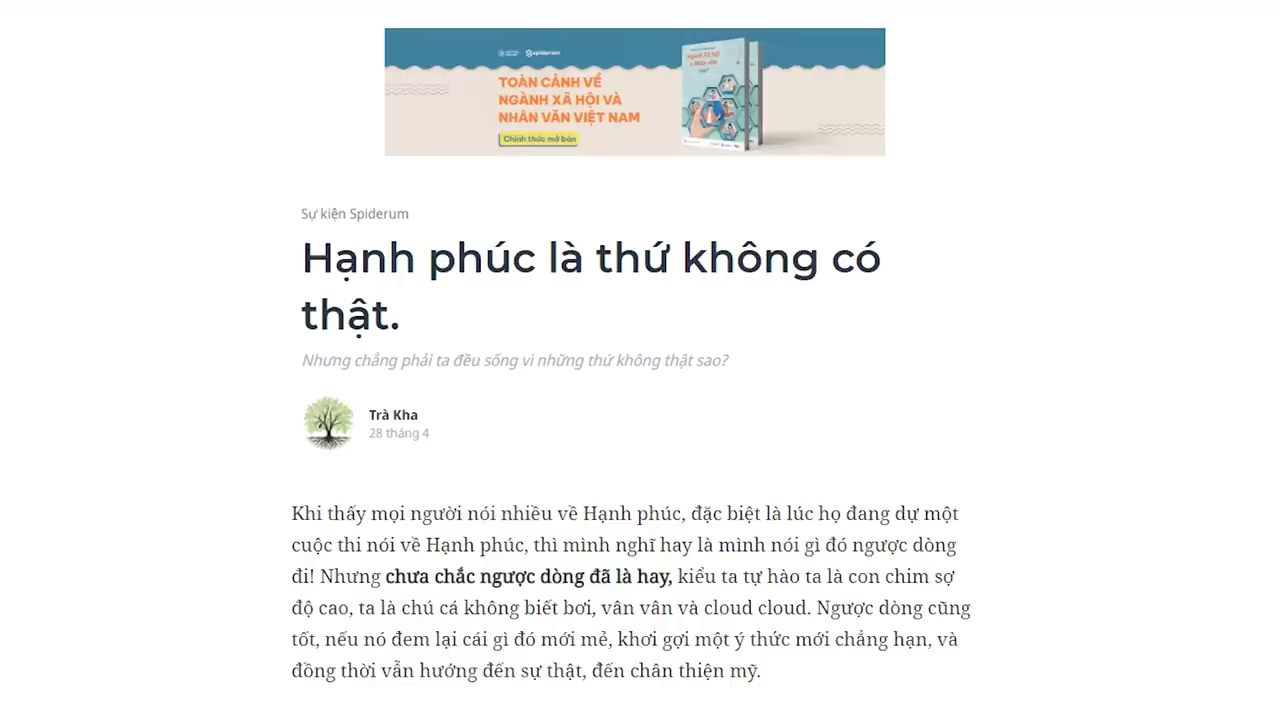 spiderum
TOÀN CẢNH VỀ
NGÀNH XÃ HỘI VÀ
NHÂN VĂN VIỆT NAM
Chính thức mở bán
Sự kiện Spiderum
Hạnh phúc là thứ không có
thật.
Nhưng chẳng phải ta đều sống vì những thứ không thật sao?
Trà Kha
28 tháng 4
Khi thấy mọi người nói nhiều về Hạnh phúc, đặc biệt là lúc họ đang dự một
cuộc thi nói về Hạnh phúc, thì mình nghĩ hay là mình nói gì đó ngược dòng
đi! Nhưng chưa chắc ngược dòng đã là hay, kiểu ta tự hào ta là con chim sợ
độ cao, ta là chú cá không biết bơi, vân vân và cloud cloud. Ngược dòng cũng
tốt, nếu nó đem lại cái gì đó mới mẻ, khơi gợi một ý thức mới chẳng hạn, và
đồng thời vẫn hướng đến sự thật, đến chân thiện mỹ.